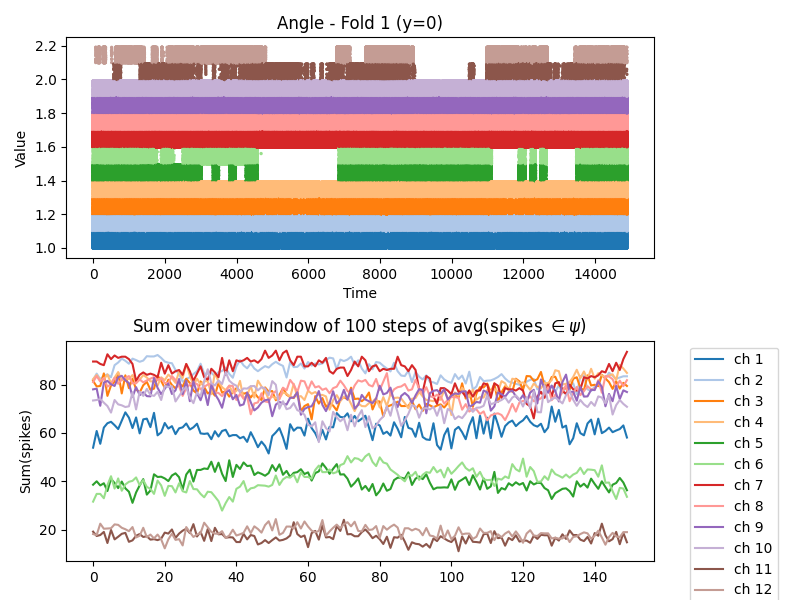 Angle - Fold 1 (y=0)
Value
2.2
2.0
1.8
1.6
1.4
1.2
1.0
0 2000 4000 6000 8000 10000 12000 14000
Time
Sum over timewindow of 100 steps of avg(spikes ∈ ψ)
Sum(spikes)
80
60
40
20
0 20 40 60 80 100 120 140
ch 1
ch 2
ch 3
ch 4
ch 5
ch 6
ch 7
ch 8
ch 9
ch 10
ch 11
ch 12